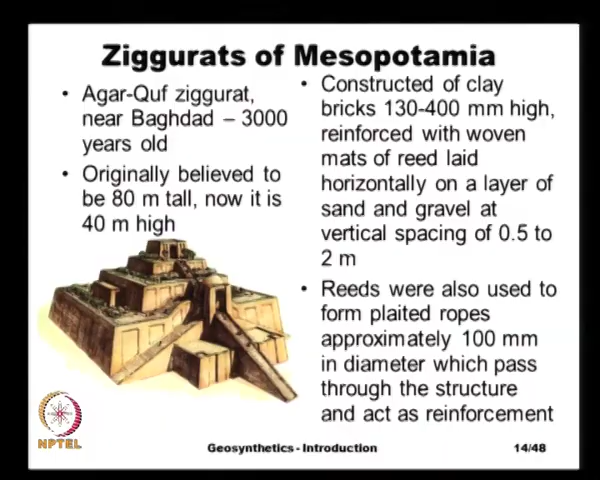 Ziggurats of Mesopotamia
• Agar-Quf ziggurat,
near Baghdad – 3000
years old
• Originally believed to
be 80 m tall, now it is
40 m high
• Constructed of clay
bricks 130-400 mm high,
reinforced with woven
mats of reed laid
horizontally on a layer of
sand and gravel at
vertical spacing of 0.5 to
2 m
• Reeds were also used to
form plaited ropes
approximately 100 mm
in diameter which pass
through the structure
and act as reinforcement
NPTEL
Geosynthetics - Introduction
14/48